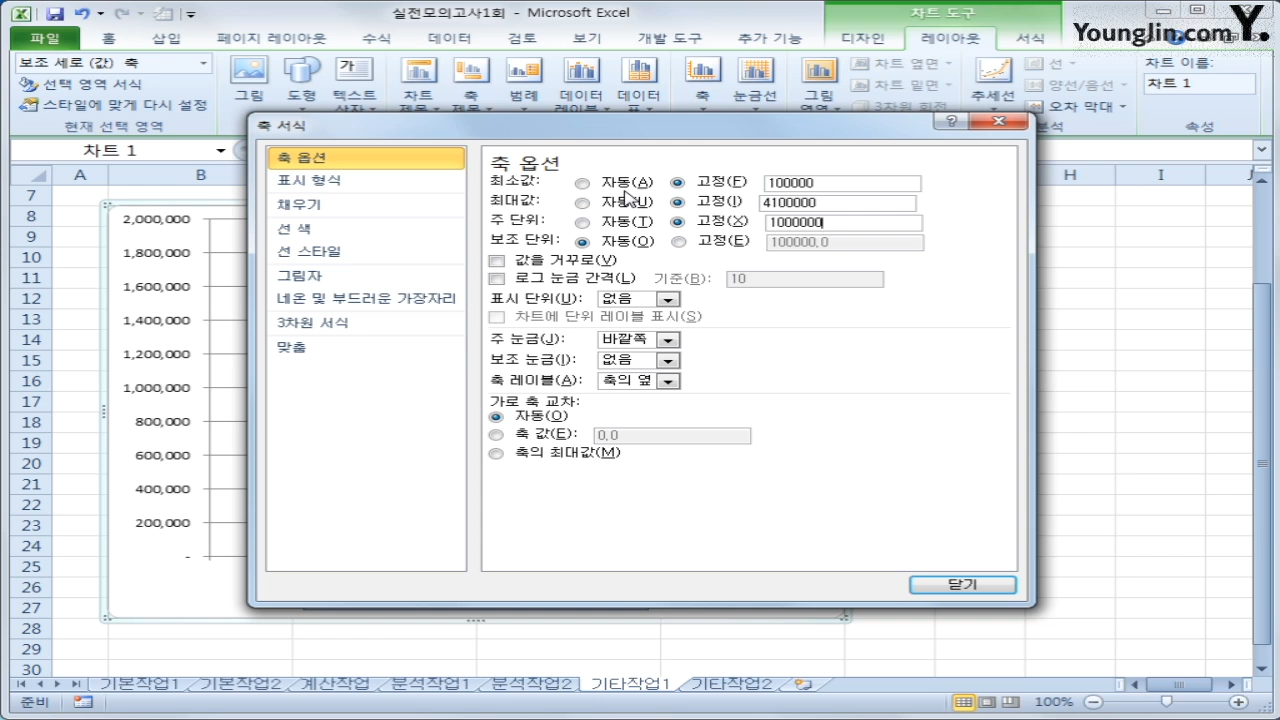 실전모의고사1회 - Microsoft Excel
차트 도구
YoungJin.com Y.
파일 홈 삽입 페이지 레이아웃 수식 데이터 검토 보기 개발 도구 추가 기능 디자인 레이아웃 서식
보조 세로 (값) 축
선택 영역 서식
스타일에 맞게 다시 설정
현재 선택 영역
그림 도형 텍스트 차트 축 범례 데이터 데이터 축 눈금선 그림 추세선
상자 제목 제목 레이블 표 영역
차트 옆면
차트 밑면
3차원 회전
선
양선/음선
오차 막대
분석
차트 이름:
차트 1
속성
차트 1
A B H I J
7
8
9
10
11
12
13
14
15
16
17
18
19
20
21
22
23
24
25
26
27
28
29
30
2,000,000
1,800,000
1,600,000
1,400,000
1,200,000
1,000,000
800,000
600,000
400,000
200,000
-
축 서식
축 옵션
표시 형식
채우기
선 색
선 스타일
그림자
네온 및 부드러운 가장자리
3차원 서식
맞춤
축 옵션
최소값: 자동(A) 고정(F) 100000
최대값: 자동(U) 고정(I) 4100000
주 단위: 자동(T) 고정(X) 1000000
보조 단위: 자동(O) 고정(E) 100000.0
값을 거꾸로(V)
로그 눈금 간격(L) 기준(B): 10
표시 단위(U): 없음
차트에 단위 레이블 표시(S)
주 눈금(J): 바깥쪽
보조 눈금(I): 없음
축 레이블(A): 축의 옆
가로 축 교차:
자동(O)
축 값(E): 0.0
축의 최대값(M)
닫기
기본작업1 기본작업2 계산작업 분석작업1 분석작업2 기타작업1 기타작업2
준비 100%